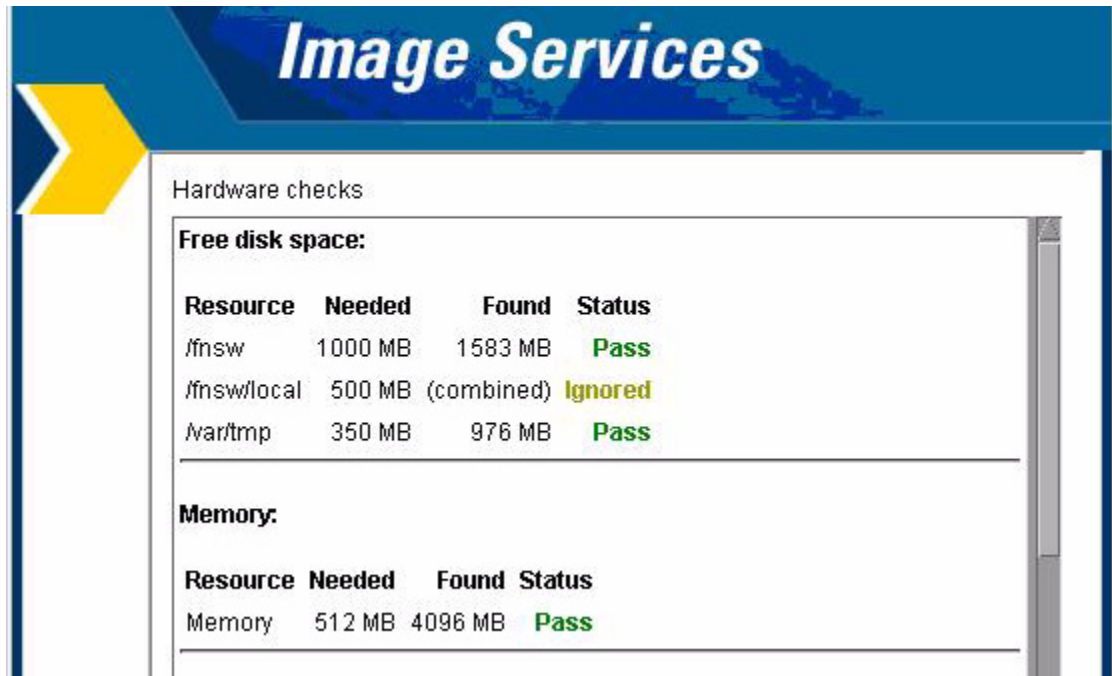 Image Services
Hardware checks
Free disk space:
Resource Needed Found Status
/fnsw 1000 MB 1583 MB Pass
/fnsw/local 500 MB (combined) Ignored
/var/tmp 350 MB 976 MB Pass
Memory:
Resource Needed Found Status
Memory 512 MB 4096 MB Pass